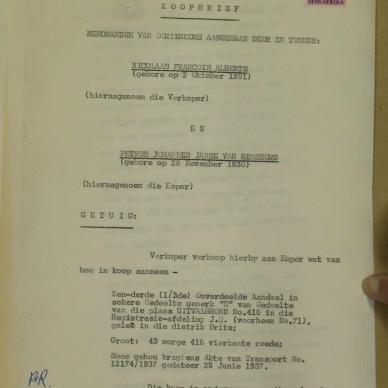 SUID-AFRIKA
K O O P B R I E F
MEMORANDUM VAN OOREENKOMS AANGEGAAN DEUR EN TUSSEN:
NICOLAAS FRANCOIS ALBERTS
(gebore op 2 Oktober 1891)
(hiernagenoem die Verkoper)
E N
PETRUS JOHANNES JANSE VAN RENSBURG
(gebore op 28 November 1930)
(hiernagenoem die Koper)
G E T U I G :
Verkoper verkoop hierby aan Koper wat van
hom in koop aanneem -
Een-derde (1/3de) Onverdeelde Aandeel in
sekere Gedeelte gemerk "H" van Gedeelte
van die plaas UITVALGROND No.416 in die
Registrasie-afdeling J.Q. (voorheen No.71),
geleë in die distrik Brits;
Groot: 43 morge 416 vierkante roede;
Soos gehou kragtens Akte van Transport No.
12174/1937 gedateer 25 Junie 1937.